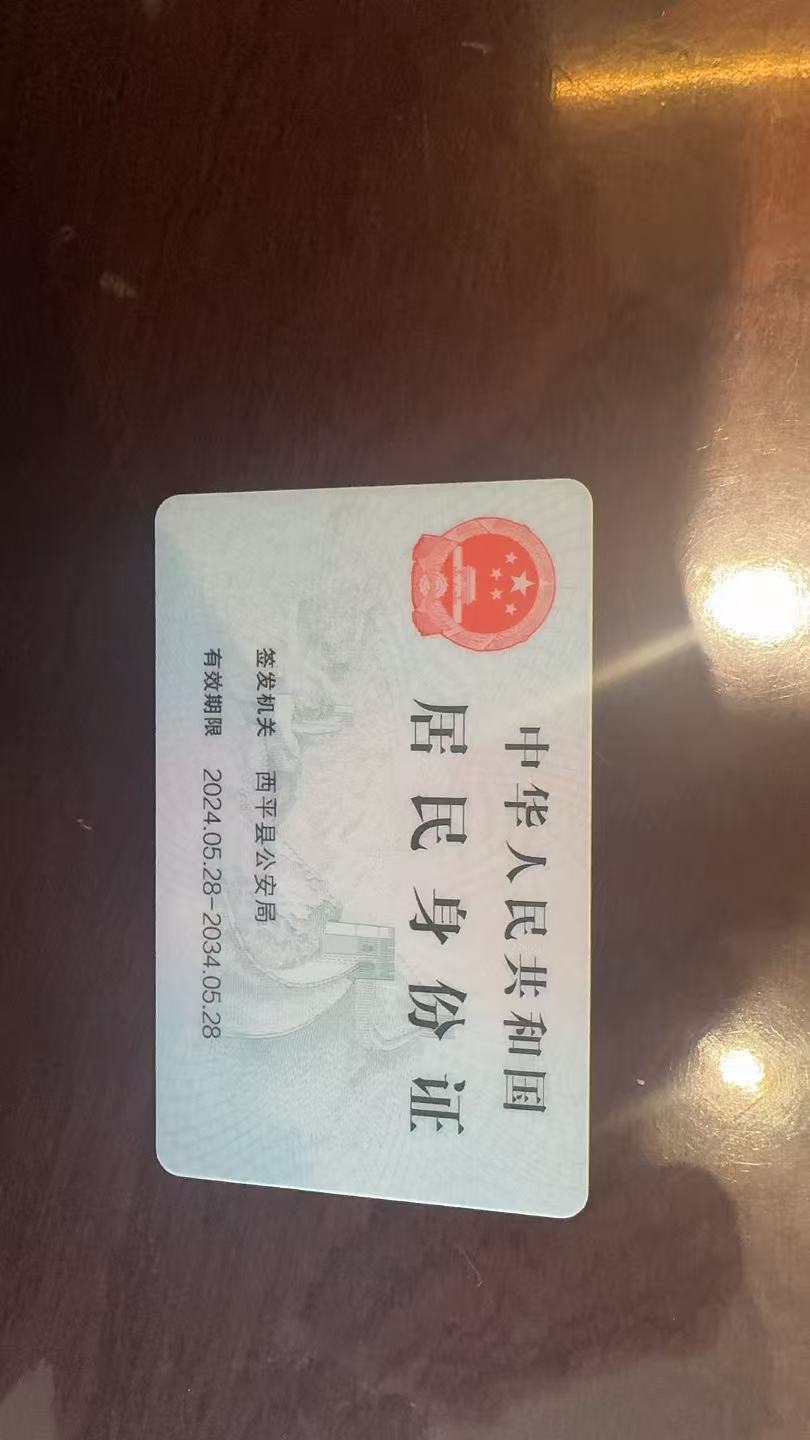 中华人民共和国
居民身份证
签发机关 西平县公安局
有效期限 2024.05.28-2034.05.28